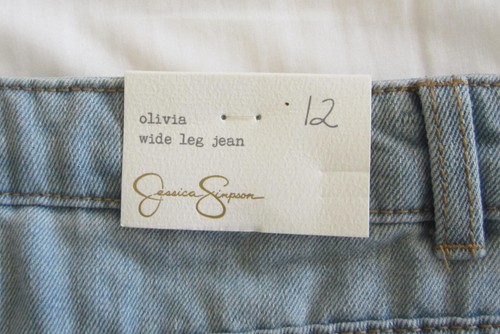 olivia
wide leg jean
12
Jessica Simpson